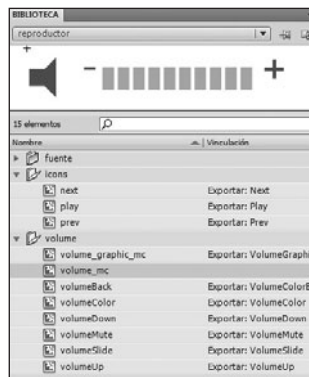 BIBLIOTECA
reproductor
15 elementos
Nombre Vinculación
fuente
icons
next Exportar: Next
play Exportar: Play
prev Exportar: Prev
volume
volume_graphic_mc Exportar: VolumeGraphi
volume_mc
volumeBack Exportar: VolumeColorB
volumeColor Exportar: VolumeColor
volumeDown Exportar: VolumeDown
volumeMute Exportar: VolumeMute
volumeSlide Exportar: VolumeSlide
volumeUp Exportar: VolumeUp